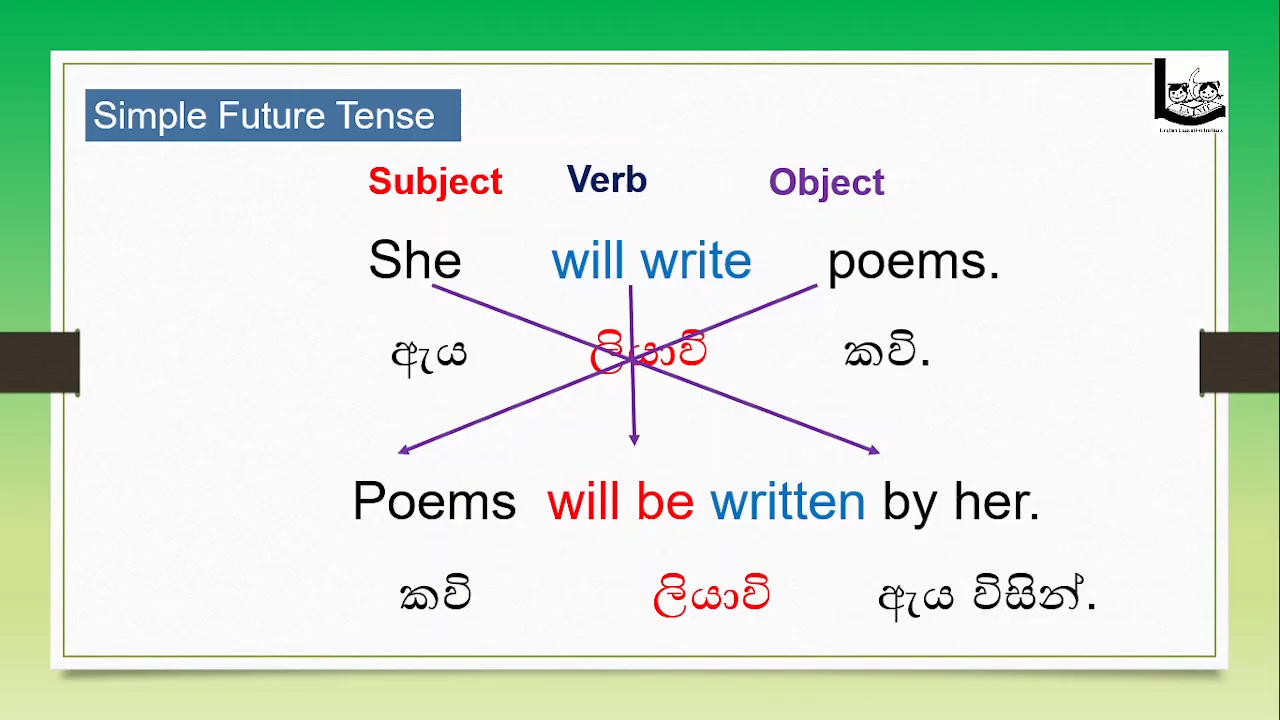 Simple Future Tense
Subject Verb Object
She will write poems.
ඇය ලියාවි කවි.
Poems will be written by her.
කවි ලියාවි ඇය විසින්.